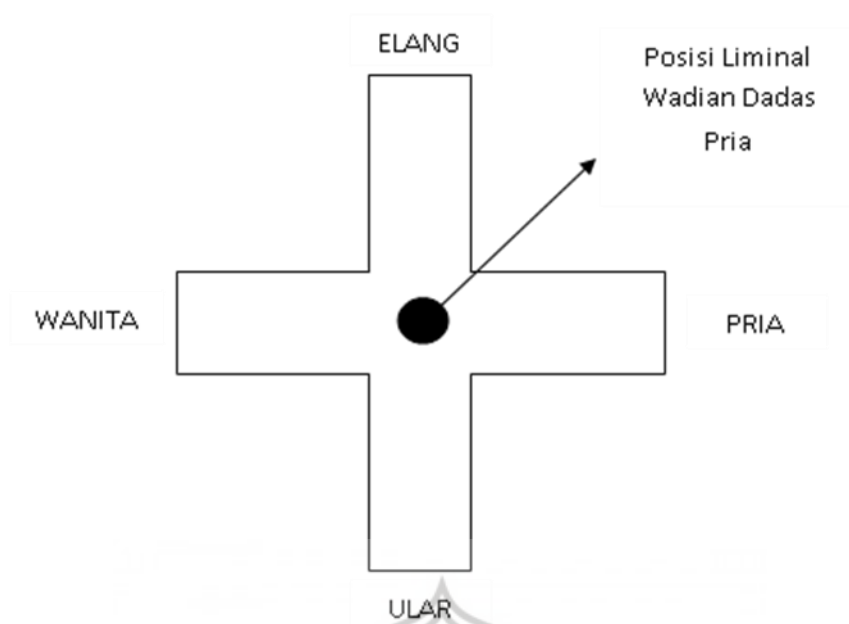 ELANG
Posisi Liminal
Wadian Dadas
Pria
WANITA
PRIA
ULAR